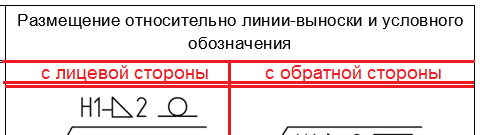 Размещение относительно линии-выноски и условного
обозначения
с лицевой стороны
с обратной стороны
Н1-◺2 О